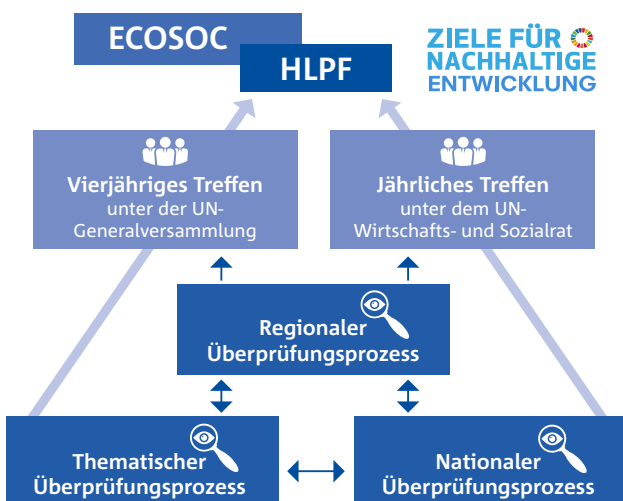 ECOSOC
HLPF
ZIELE FÜR
NACHHALTIGE
ENTWICKLUNG
Vierjähriges Treffen
unter der UN-
Generalversammlung
Jährliches Treffen
unter dem UN-
Wirtschafts- und Sozialrat
Regionaler
Überprüfungsprozess
Thematischer
Überprüfungsprozess
Nationaler
Überprüfungsprozess